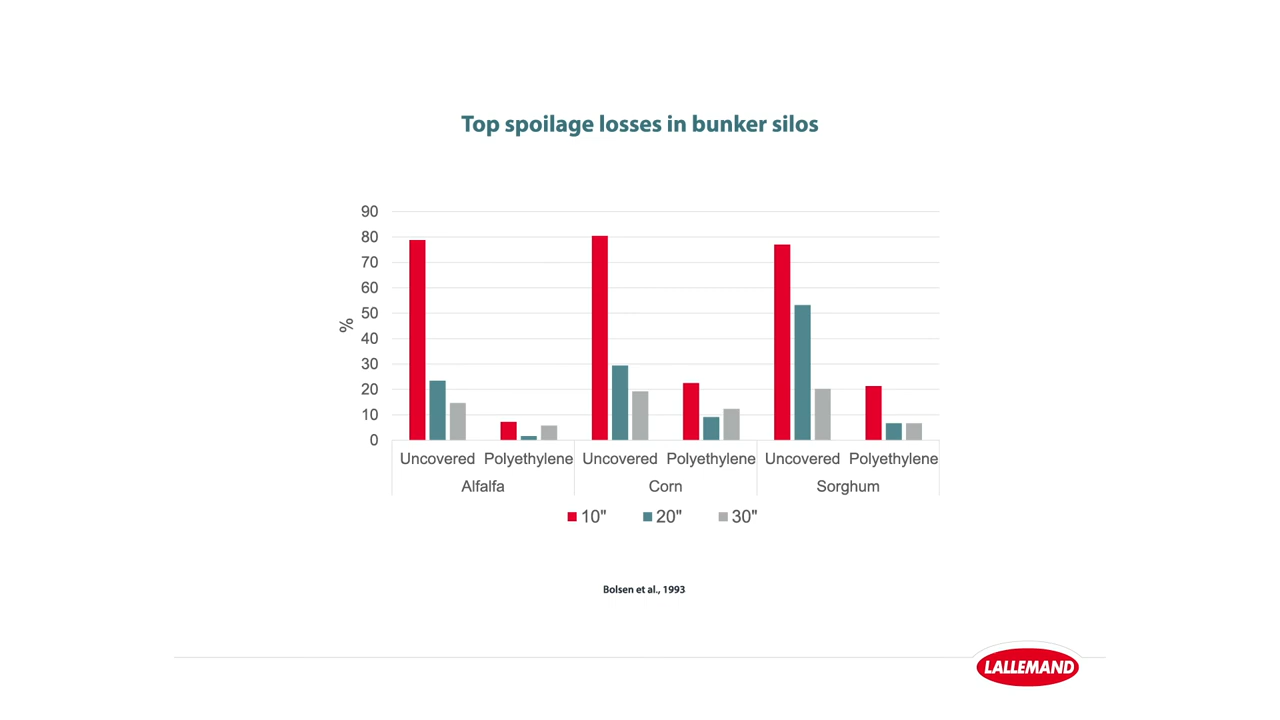 Top spoilage losses in bunker silos
90
80
70
60
50
40
30
20
10
0
%
Uncovered Polyethylene Uncovered Polyethylene Uncovered Polyethylene
Alfalfa Corn Sorghum
10" 20" 30"
Bolsen et al., 1993
LALLEMAND